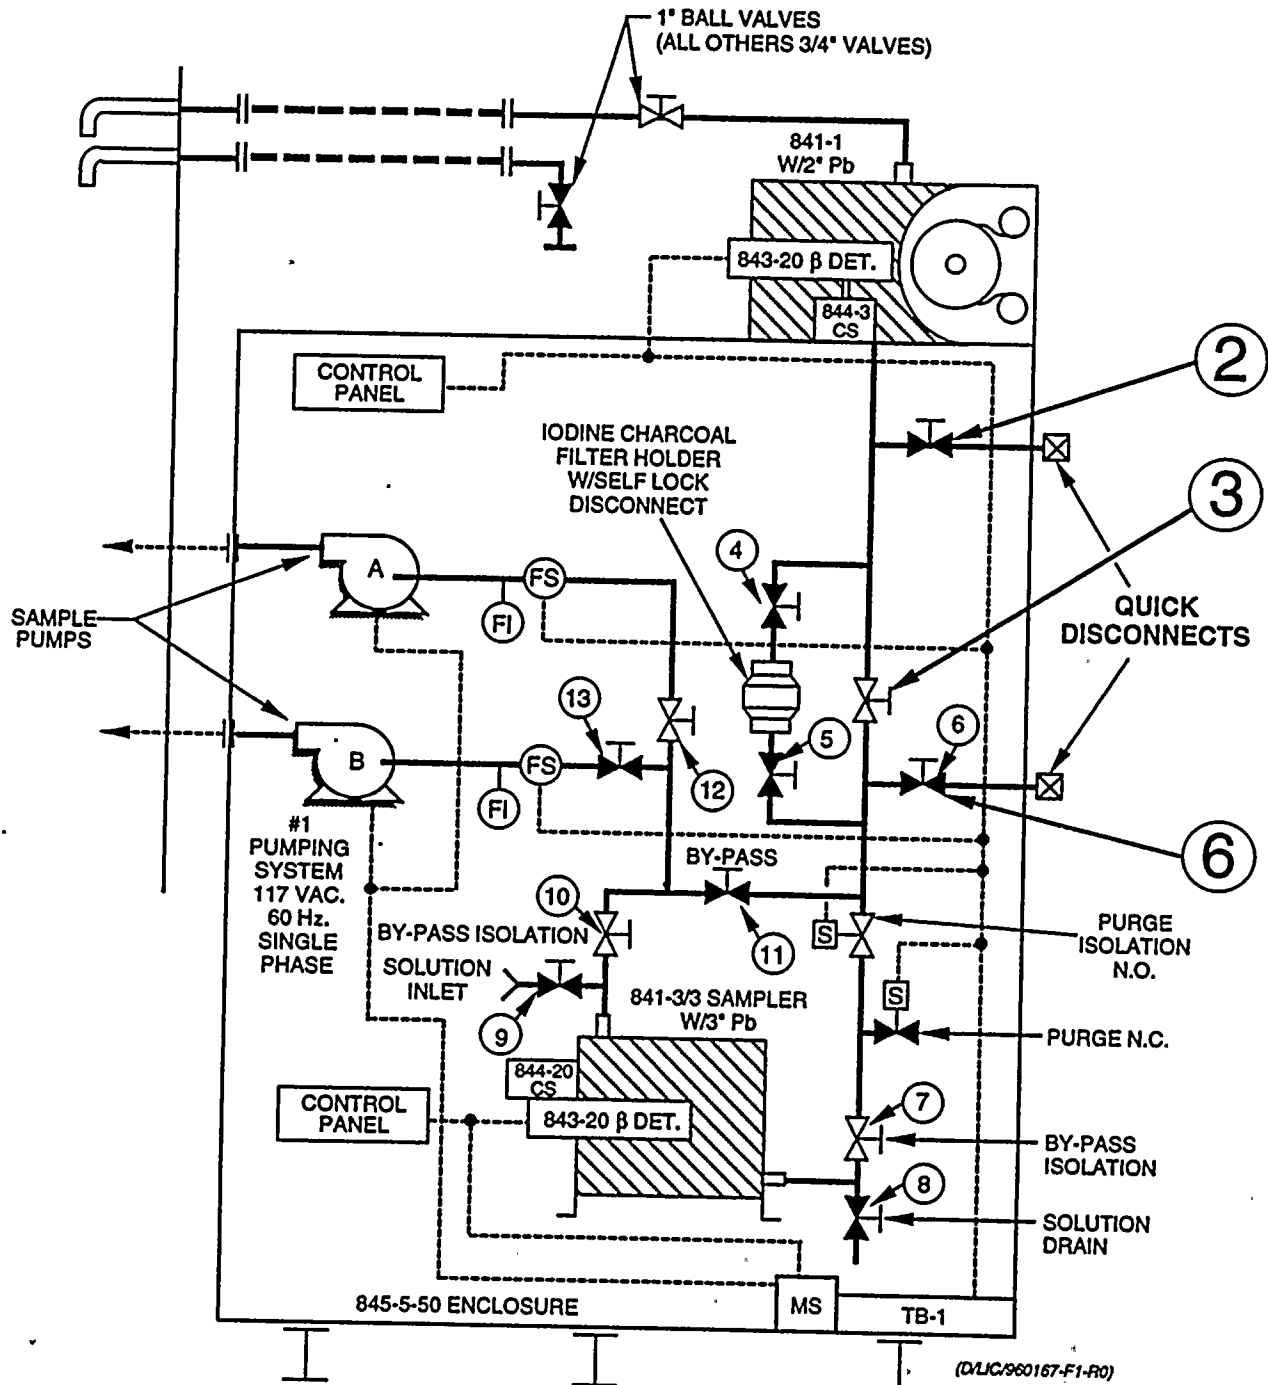 1" BALL VALVES
(ALL OTHERS 3/4" VALVES)
841-1
W/2" Pb
843-20 β DET.
844-3
CS
CONTROL
PANEL
2
IODINE CHARCOAL
FILTER HOLDER
W/SELF LOCK
DISCONNECT
3
4
A
FS
FI
SAMPLE
PUMPS
QUICK
DISCONNECTS
13
5
6
B
FS
12
FI
6
#1
PUMPING
SYSTEM
117 VAC.
60 Hz.
SINGLE
PHASE
BY-PASS
10
BY-PASS ISOLATION
11
S
PURGE
ISOLATION
N.O.
SOLUTION
INLET
9
841-3/3 SAMPLER
W/3" Pb
S
PURGE N.C.
844-20
CS
CONTROL
PANEL
843-20 β DET.
7
BY-PASS
ISOLATION
8
SOLUTION
DRAIN
845-5-50 ENCLOSURE
MS
TB-1
(D/LIC/960167-F1-R0)